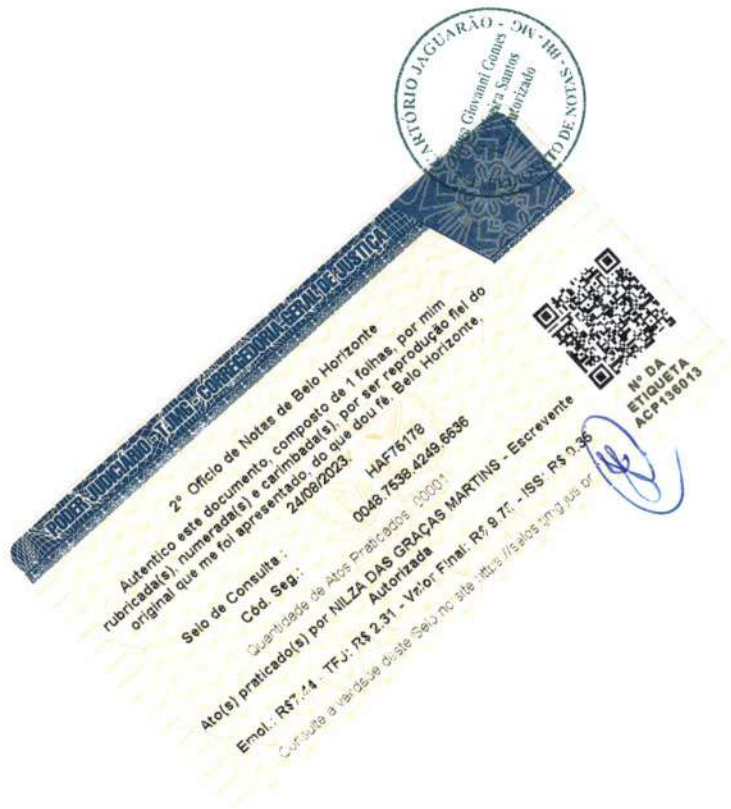 CARTÓRIO JAGUARÃO - 
BH - MG
TO DE NOTAS
Giovanni Gomes
Santos
PODER JUDICIÁRIO - TJMG - CORREGEDORIA-GERAL DE JUSTIÇA
2º Ofício de Notas de Belo Horizonte
Autentico este documento, composto de 1 folhas, por mim
rubricada(s), numerada(s) e carimbada(s), por ser reprodução fiel do
original que me foi apresentado, do que dou fé. Belo Horizonte,
24/08/2023.
Selo de Consulta : HAF75178
Cód. Seg.: 0048.7538.4249.6636
Quantidade de Atos Praticados: 00001
Ato(s) praticado(s) por NILZA DAS GRAÇAS MARTINS - Escrevente
Autorizada
Emol.: R$7.44 - TFJ: R$ 2.31 - Valor Final: R$ 9.75 - ISS: R$ 0.36
Consulte a verdade deste Selo no site https://selos.tjmg.jus.br
Nº DA
ETIQUETA
ACP136013